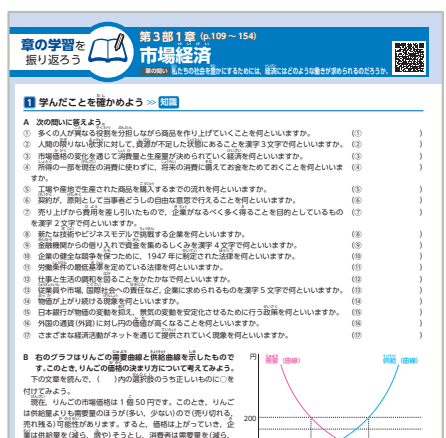 章の学習を
振り返ろう
第3部1章 (p.109～154)
市場経済
章の問い 私たちの社会を豊かにするためには，経済にはどのような働きが求められるのだろうか。
1 学んだことを確かめよう ≫ 知識
A 次の問いに答えよう。
① 多くの人が異なる役割を分担しながら商品を作り上げていくことを何といいますか。 (① )
② 人間の限りない欲求に対して，資源が不足した状態にあることを漢字3文字で何といいますか。 (② )
③ 市場価格の変化を通じて消費量と生産量が決められていく経済を何といいますか。 (③ )
④ 所得の一部を現在の消費に使わずに，将来の消費に備えてお金をためておくことを何といいま (④ )
すか。
⑤ 工場や産地で生産された商品を購入するまでの流れを何といいますか。 (⑤ )
⑥ 契約が，原則として当事者どうしの自由な意思で行えることを何といいますか。 (⑥ )
⑦ 売り上げから費用を差し引いたもので，企業がなるべく多く得ることを目的としているもの (⑦ )
を漢字2文字で何といいますか。
⑧ 新たな技術やビジネスモデルで挑戦する企業を何といいますか。 (⑧ )
⑨ 金融機関からの借り入れで資金を集めるしくみを漢字4文字で何といいますか。 (⑨ )
⑩ 企業の健全な競争を保つために，1947年に制定された法律を何といいますか。 (⑩ )
⑪ 労働条件の最低基準を定めている法律を何といいますか。 (⑪ )
⑫ 仕事と生活の調和を図ることをかたかなで何といいますか。 (⑫ )
⑬ 従業員や市場，国際社会への責任など，企業に求められるものを漢字5文字で何といいますか。 (⑬ )
⑭ 物価が上がり続ける現象を何といいますか。 (⑭ )
⑮ 日本銀行が物価の変動を抑え，景気の変動を安定化させるために行う政策を何といいますか。 (⑮ )
⑯ 外国の通貨(外貨)に対し円の価値が高くなることを何といいますか。 (⑯ )
⑰ さまざまな経済活動がネットを通じて提供されていく現象を何といいますか。 (⑰ )
B 右のグラフはりんごの需要曲線と供給曲線を示したもので
す。このとき，りんごの価格の決まり方について考えてみよう。
下の文章を読んで，（ ）内の選択肢のうち正しいものに○を
付けてみよう。
現在，りんごの市場価格は1個50円です。このとき，りんご
は供給量よりも需要量のほうが(多い，少ない)ので(売り切れる，
売れ残る)可能性があります。すると，価格は上がっていき，企
業は供給量を(減らし，増や)そうとし，消費者は需要量を(減らし，
円
需要(曲線)
供給(曲線)
200